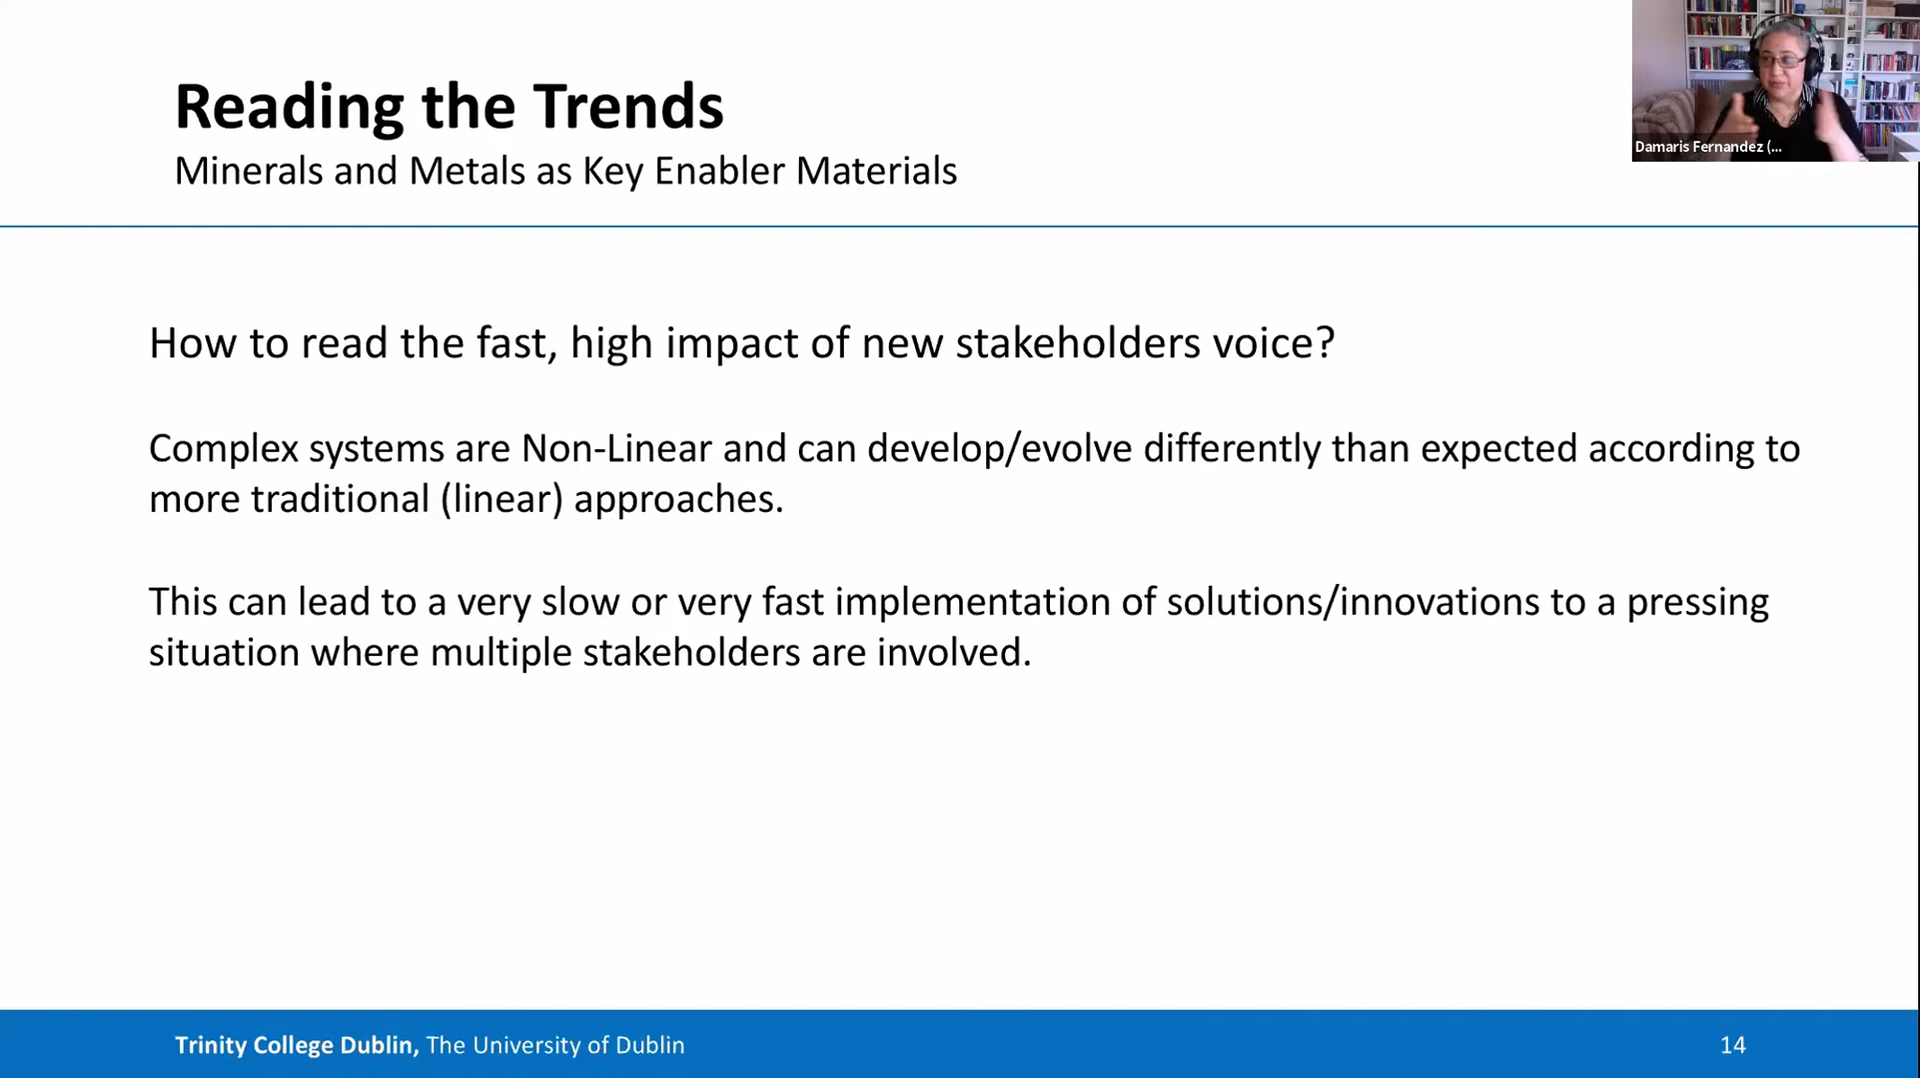 Reading the Trends
Minerals and Metals as Key Enabler Materials
Damaris Fernandez (...
How to read the fast, high impact of new stakeholders voice?
Complex systems are Non-Linear and can develop/evolve differently than expected according to
more traditional (linear) approaches.
This can lead to a very slow or very fast implementation of solutions/innovations to a pressing
situation where multiple stakeholders are involved.
Trinity College Dublin, The University of Dublin
14